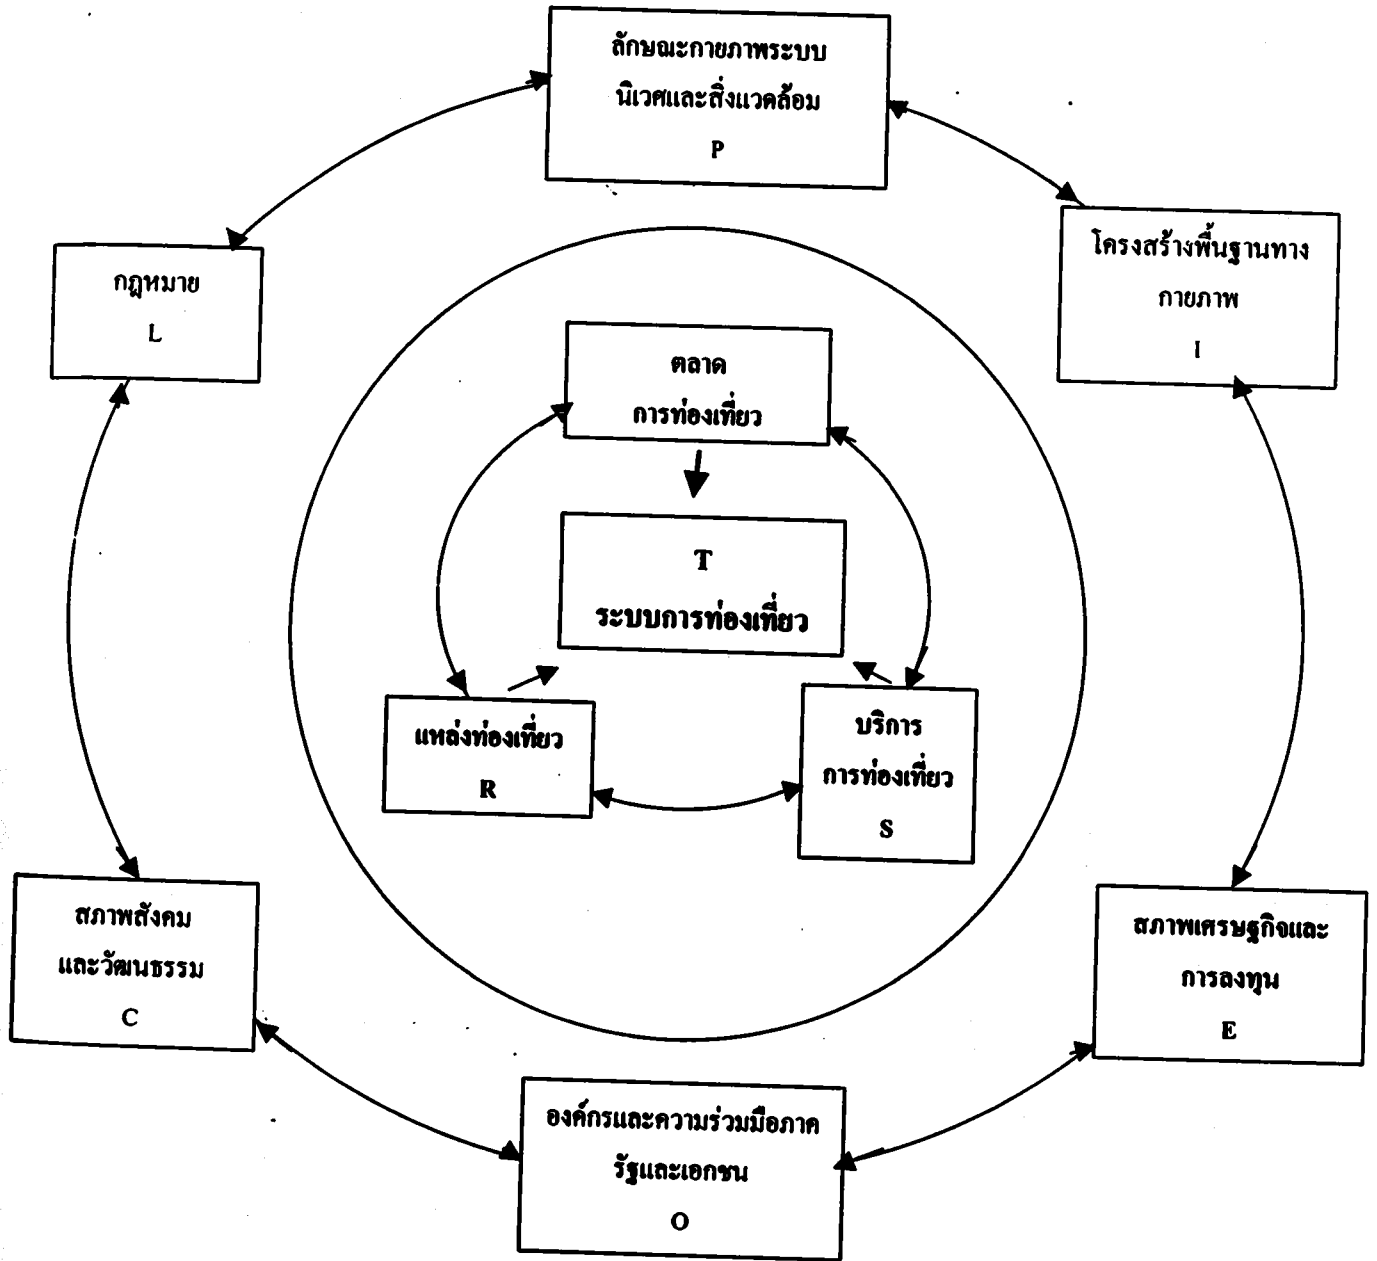 ลักษณะกายภาพระบบ
นิเวศและสิ่งแวดล้อม
P
โครงสร้างพื้นฐานทาง
กายภาพ
I
กฎหมาย
L
ตลาด
การท่องเที่ยว
T
ระบบการท่องเที่ยว
แหล่งท่องเที่ยว
R
บริการ
การท่องเที่ยว
S
สภาพสังคม
และวัฒนธรรม
C
สภาพเศรษฐกิจและ
การลงทุน
E
องค์กรและความร่วมมือภาค
รัฐและเอกชน
O